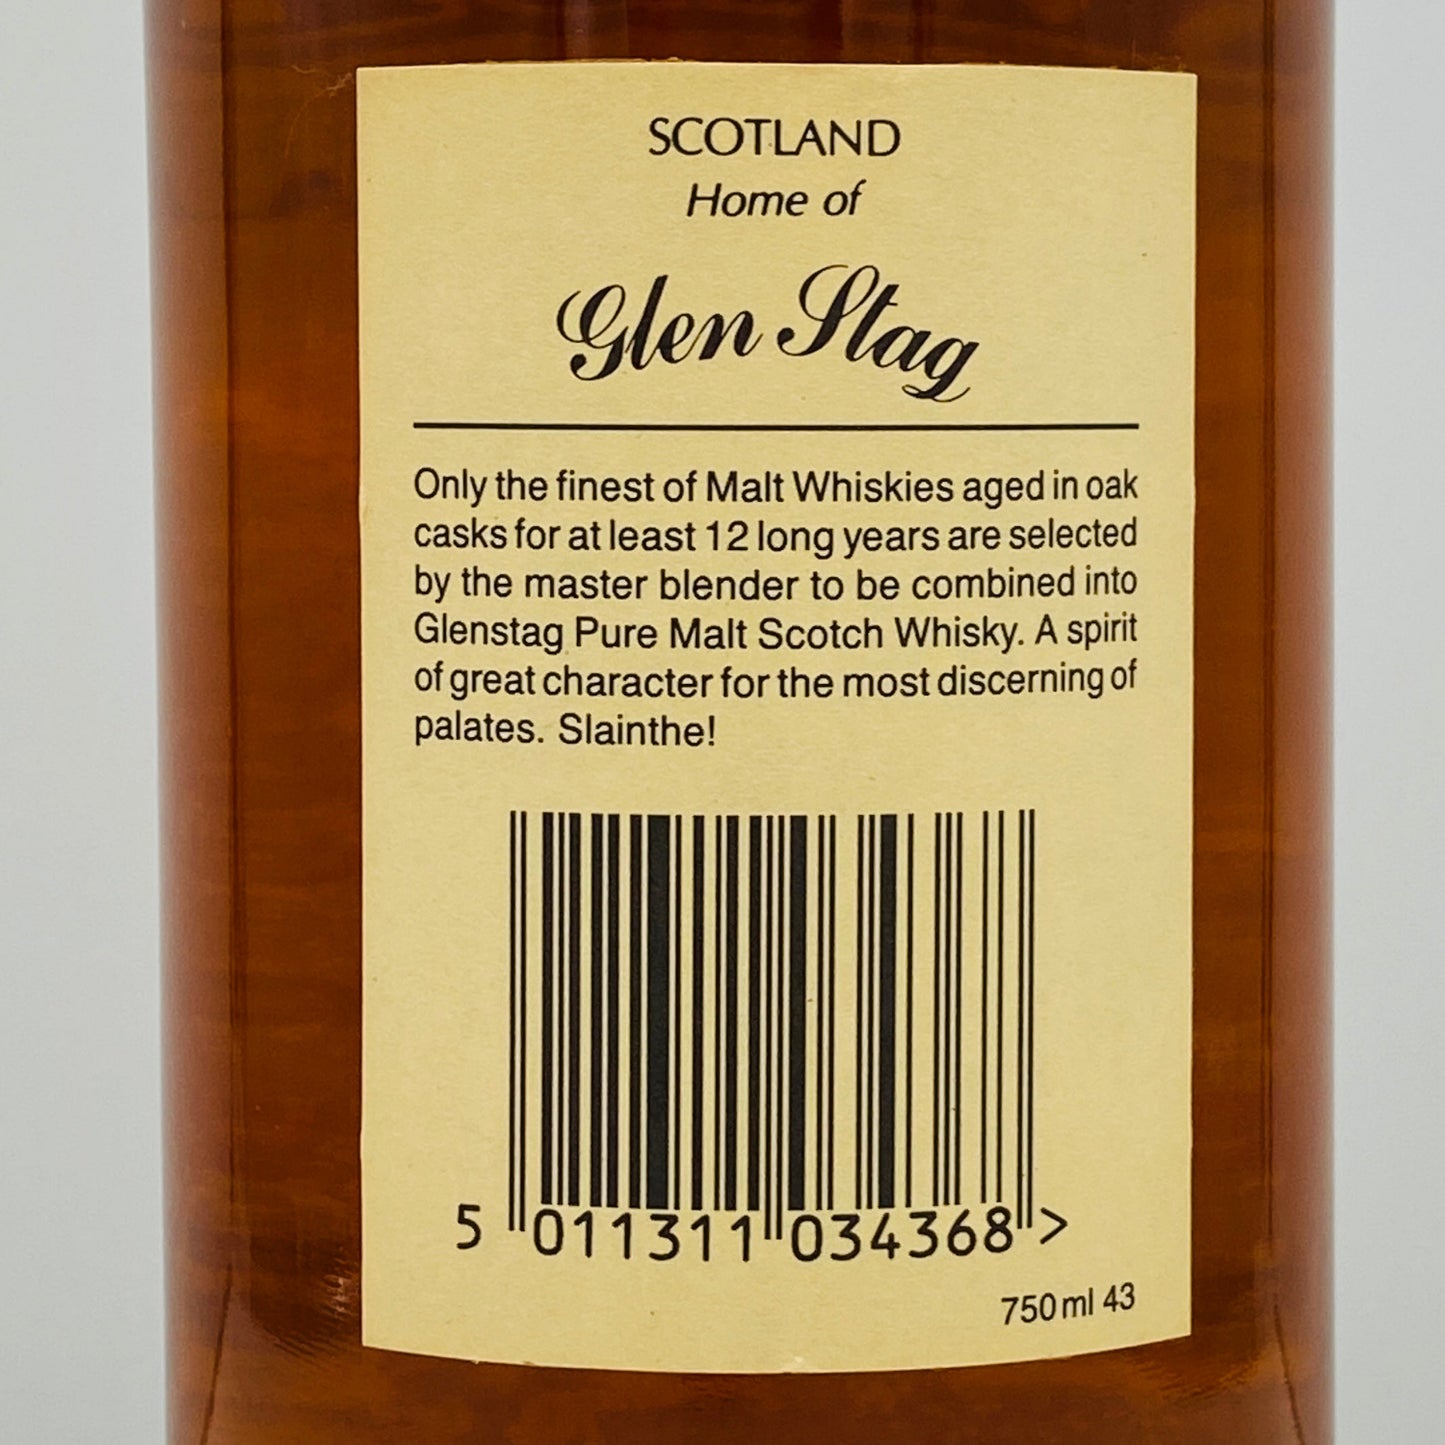 SCOTLAND
Home of
Glen Stag
Only the finest of Malt Whiskies aged in oak
casks for at least 12 long years are selected
by the master blender to be combined into
Glenstag Pure Malt Scotch Whisky. A spirit
of great character for the most discerning of
palates. Slainthe!
5 011311 034368 >
750 ml 43